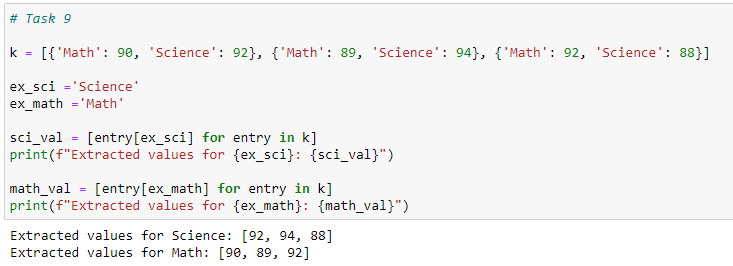 # Task 9
k = [{'Math': 90, 'Science': 92}, {'Math': 89, 'Science': 94}, {'Math': 92, 'Science': 88}]
ex_sci ='Science'
ex_math ='Math'
sci_val = [entry[ex_sci] for entry in k]
print(f"Extracted values for {ex_sci}: {sci_val}")
math_val = [entry[ex_math] for entry in k]
print(f"Extracted values for {ex_math}: {math_val}")
Extracted values for Science: [92, 94, 88]
Extracted values for Math: [90, 89, 92]